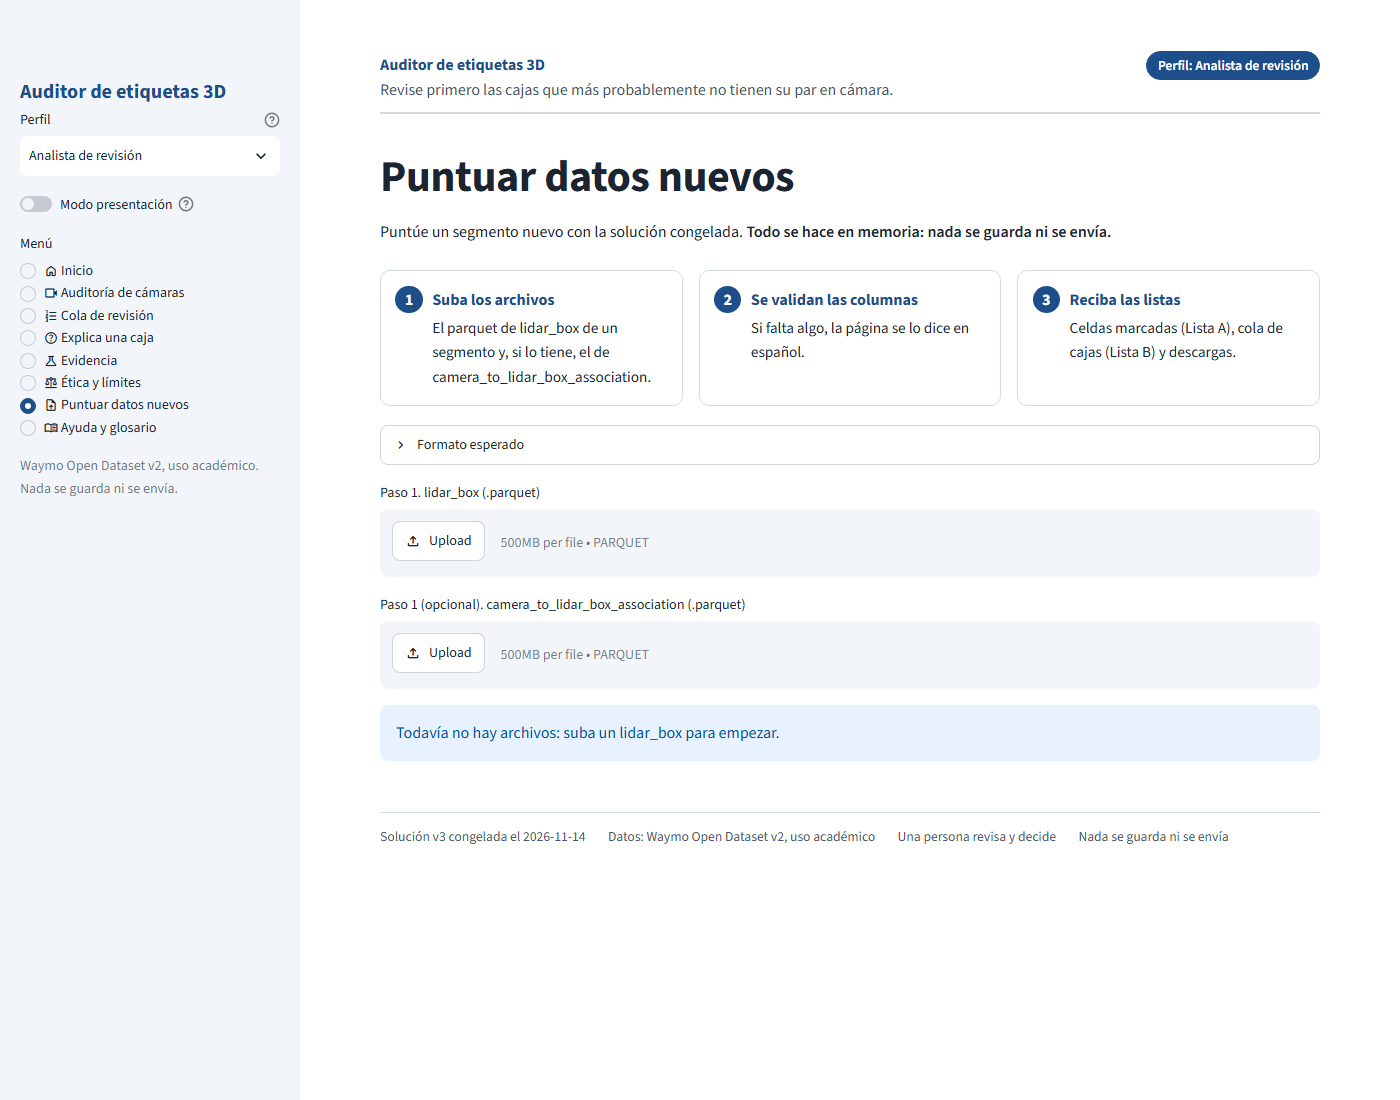 Auditor de etiquetas 3D
Perfil
Analista de revisión
Modo presentación
Menú
Inicio
Auditoría de cámaras
Cola de revisión
Explica una caja
Evidencia
Ética y límites
Puntuar datos nuevos
Ayuda y glosario
Waymo Open Dataset v2, uso académico.
Nada se guarda ni se envía.
Auditor de etiquetas 3D
Revise primero las cajas que más probablemente no tienen su par en cámara.
Perfil: Analista de revisión
Puntuar datos nuevos
Puntúe un segmento nuevo con la solución congelada. Todo se hace en memoria: nada se guarda ni se envía.
1 Suba los archivos
El parquet de lidar_box de un
segmento y, si lo tiene, el de
camera_to_lidar_box_association.
2 Se validan las columnas
Si falta algo, la página se lo dice en
español.
3 Reciba las listas
Celdas marcadas (Lista A), cola de
cajas (Lista B) y descargas.
Formato esperado
Paso 1. lidar_box (.parquet)
Upload 500MB per file • PARQUET
Paso 1 (opcional). camera_to_lidar_box_association (.parquet)
Upload 500MB per file • PARQUET
Todavía no hay archivos: suba un lidar_box para empezar.
Solución v3 congelada el 2026-11-14 Datos: Waymo Open Dataset v2, uso académico Una persona revisa y decide Nada se guarda ni se envía